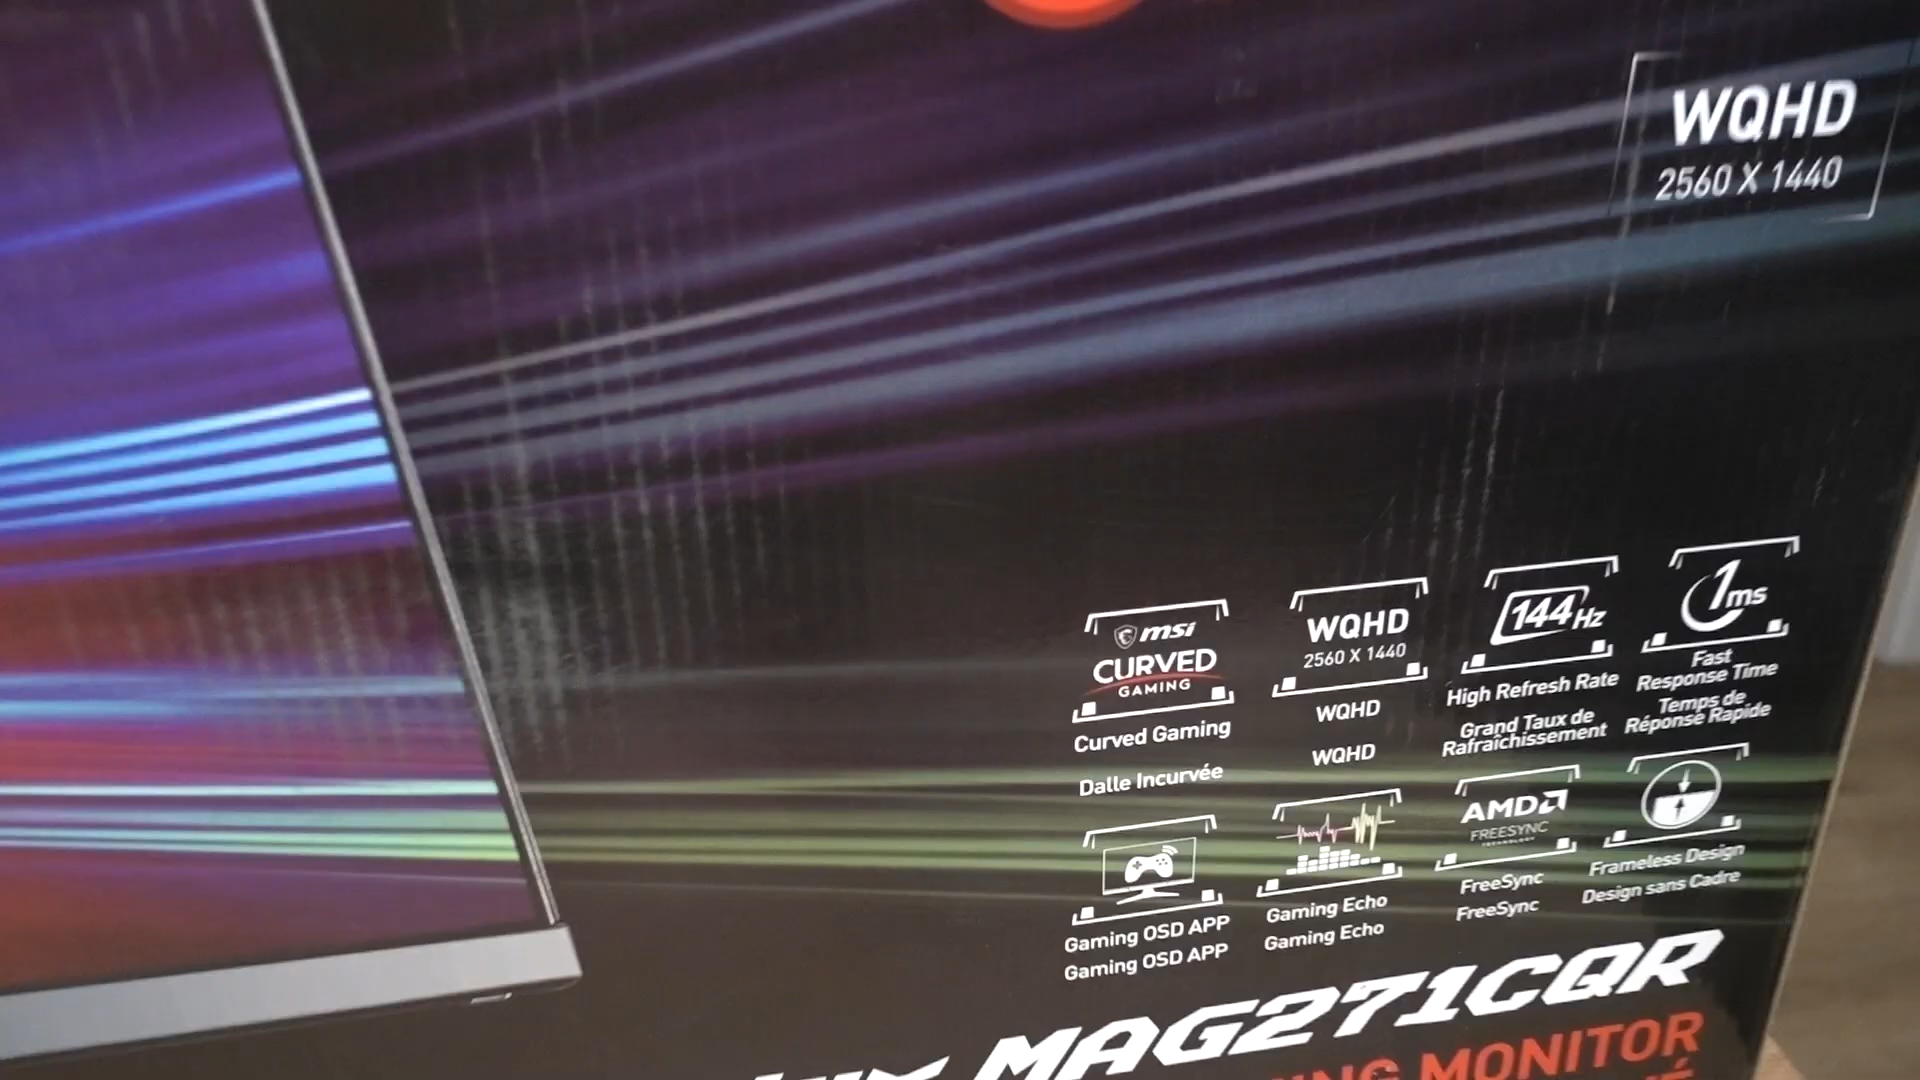 WQHD
2560 X 1440
msi
CURVED
GAMING
Curved Gaming
Dalle Incurvée
WQHD
2560 X 1440
WQHD
WQHD
144Hz
High Refresh Rate
Grand Taux de
Rafraîchissement
1ms
Fast
Response Time
Temps de
Réponse Rapide
Gaming OSD APP
Gaming OSD APP
Gaming Echo
Gaming Echo
AMD
FREESYNC
FreeSync
FreeSync
Frameless Design
Design sans Cadre
MAG271CQR
MONITOR